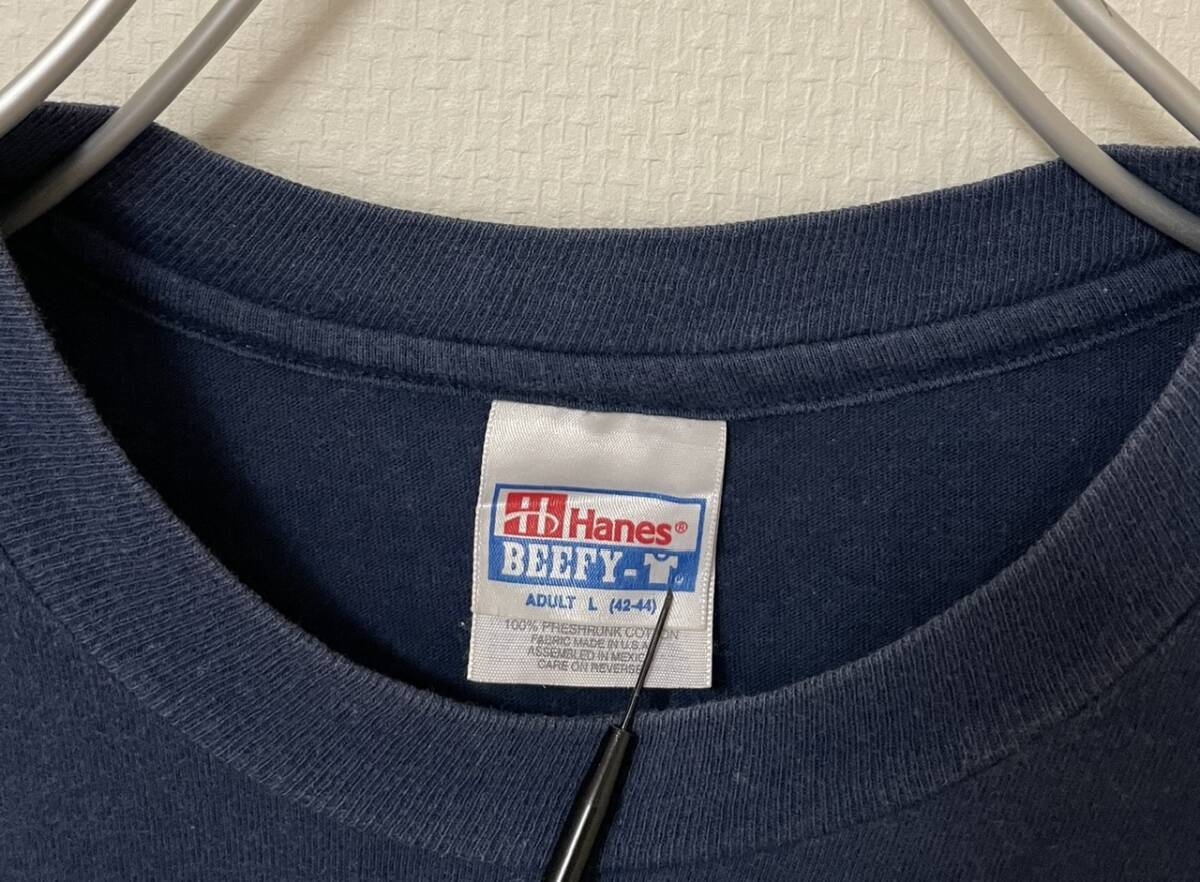 Hanes®
BEEFY-T
ADULT L (42-44)
100% PRESHRUNK COTTON
FABRIC MADE IN U.S.A.
ASSEMBLED IN MEXICO
CARE ON REVERSE